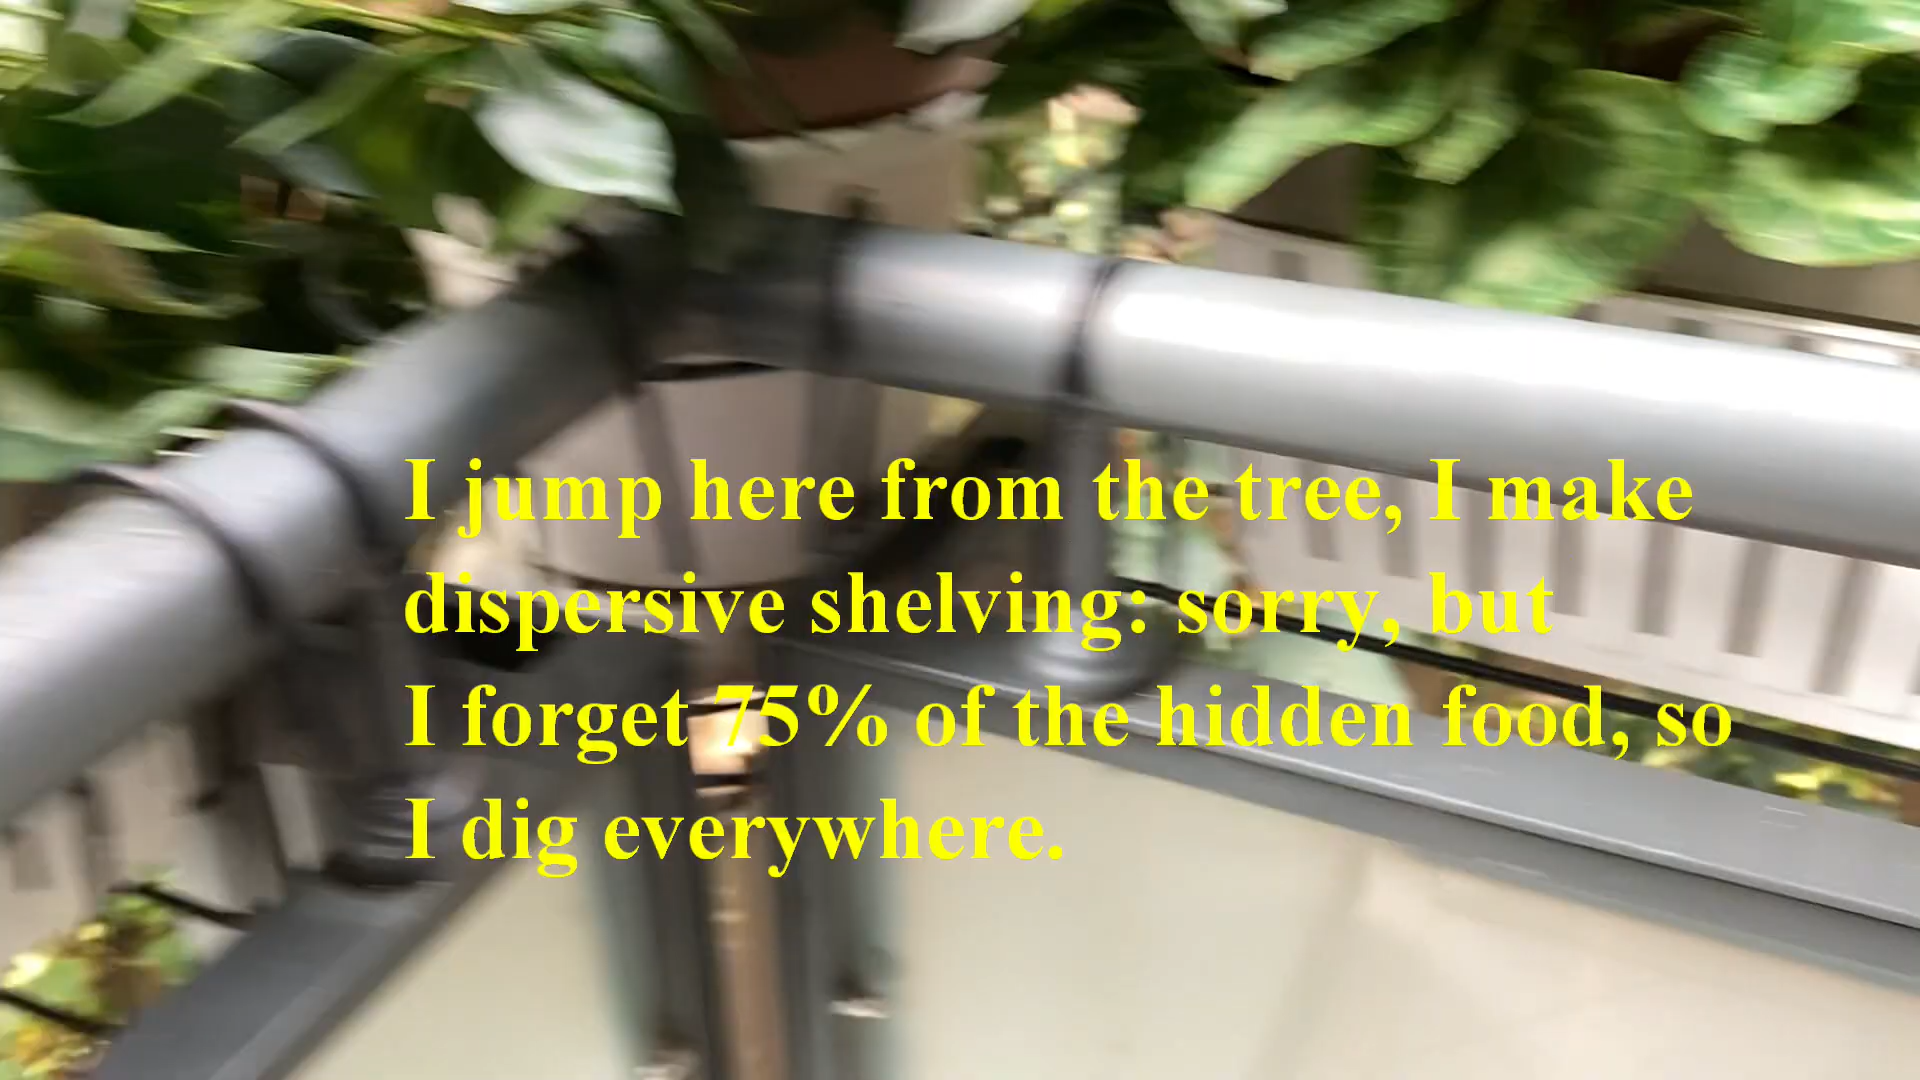 I jump here from the tree, I make
dispersive shelving: sorry, but
I forget 75% of the hidden food, so
I dig everywhere.